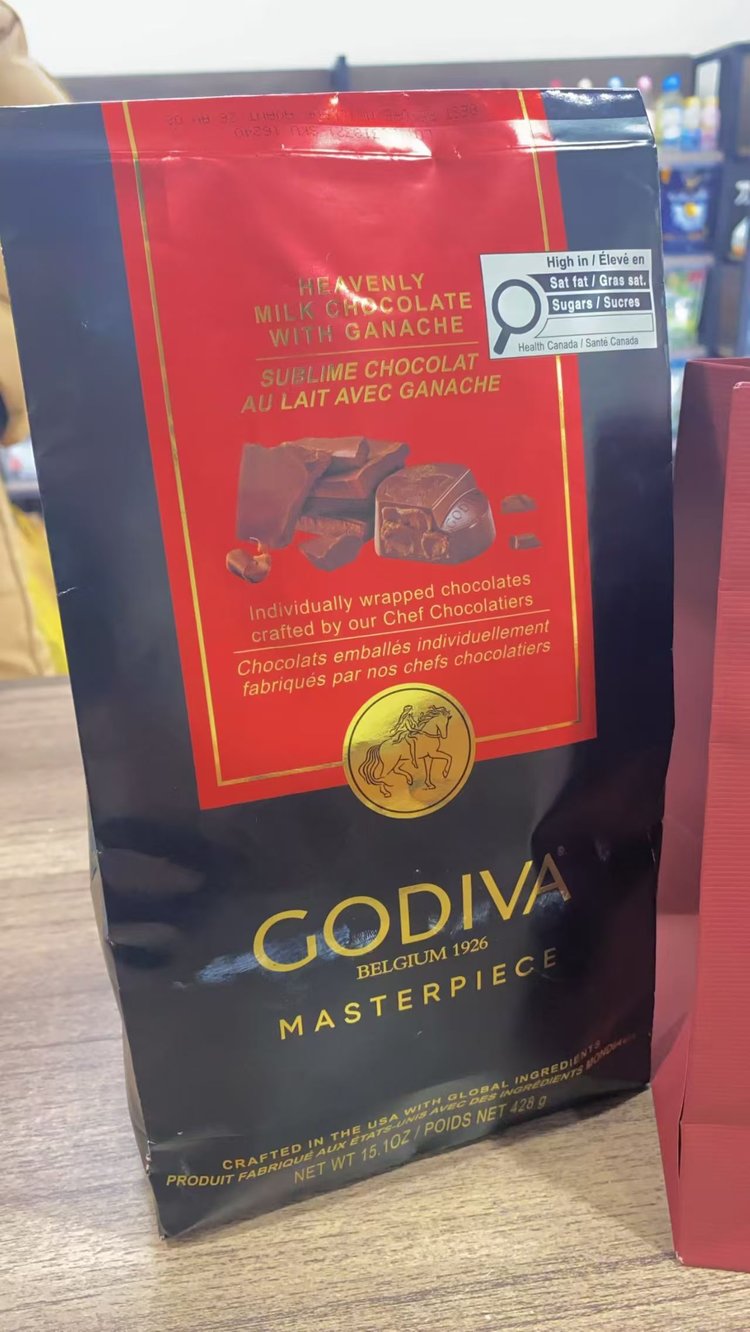 HEAVENLY
MILK CHOCOLATE
WITH GANACHE
SUBLIME CHOCOLAT
AU LAIT AVEC GANACHE
High in / Élevé en
Sat fat / Gras sat.
Sugars / Sucres
Health Canada / Santé Canada
Individually wrapped chocolates
crafted by our Chef Chocolatiers
Chocolats emballés individuellement
fabriqués par nos chefs chocolatiers
GODIVA
BELGIUM 1926
MASTERPIECE
CRAFTED IN THE USA WITH GLOBAL INGREDIENTS
PRODUIT FABRIQUÉ AUX ÉTATS-UNIS AVEC DES INGRÉDIENTS MONDIAUX
NET WT 15.1OZ / POIDS NET 428 g